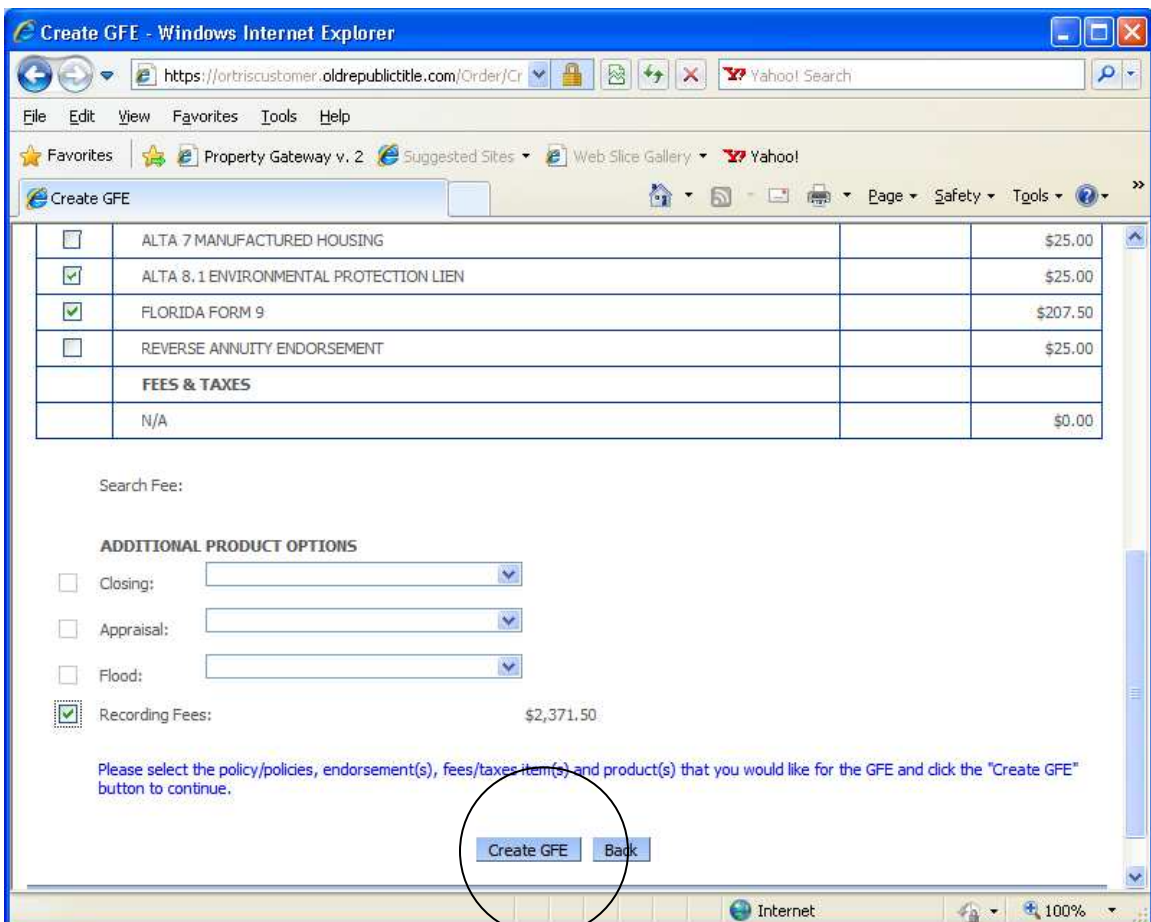 Create GFE - Windows Internet Explorer
https://ortriscustomer.oldrepublictitle.com/Order/Cr
Yahoo! Search
File Edit View Favorites Tools Help
Favorites Property Gateway v. 2 Suggested Sites Web Slice Gallery Yahoo!
Create GFE Page Safety Tools »
ALTA 7 MANUFACTURED HOUSING $25.00
ALTA 8.1 ENVIRONMENTAL PROTECTION LIEN $25.00
FLORIDA FORM 9 $207.50
REVERSE ANNUITY ENDORSEMENT $25.00
FEES & TAXES
N/A $0.00
Search Fee:
ADDITIONAL PRODUCT OPTIONS
Closing:
Appraisal:
Flood:
Recording Fees: $2,371.50
Please select the policy/policies, endorsement(s), fees/taxes item(s) and product(s) that you would like for the GFE and click the "Create GFE"
button to continue.
Create GFE Back
Internet 100%